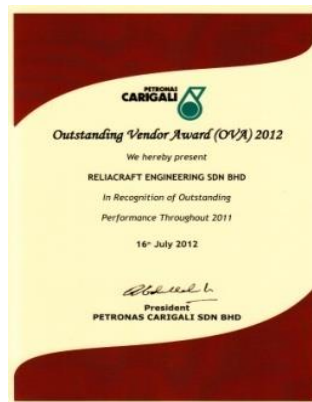 PETRONAS
CARIGALI
Outstanding Vendor Award (OVA) 2012
We hereby present
RELIACRAFT ENGINEERING SDN BHD
In Recognition of Outstanding
Performance Throughout 2011
16th July 2012
President
PETRONAS CARIGALI SDN BHD